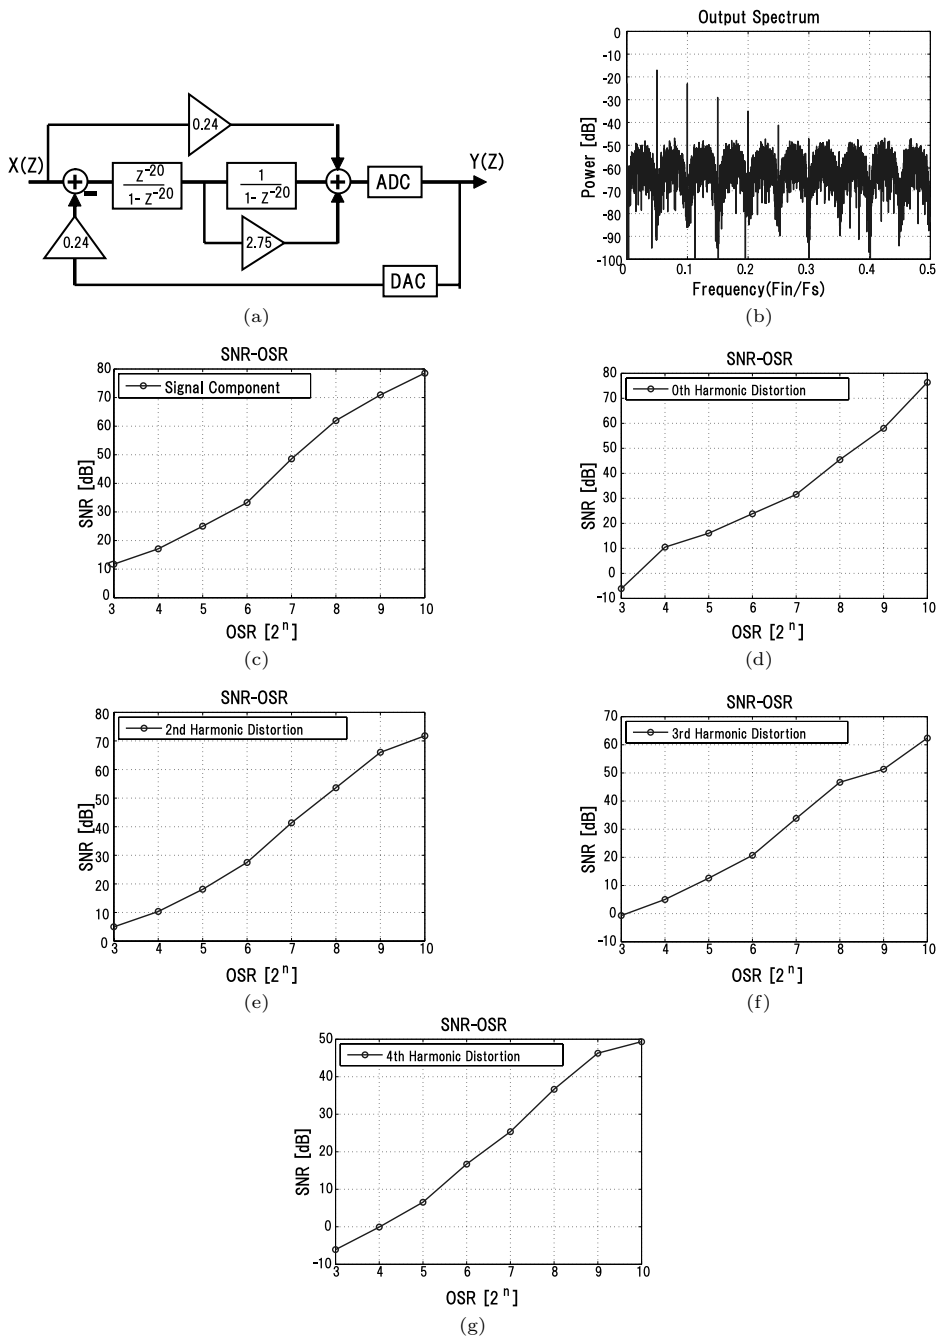 X(Z)
0.24
Z-20
1- Z-20
1
1- Z-20
2.75
0.24
ADC
DAC
Y(Z)
(a)
Output Spectrum
Power [dB]
0
-10
-20
-30
-40
-50
-60
-70
-80
-90
-100
0 0.1 0.2 0.3 0.4 0.5
Frequency(Fin/Fs)
(b)
SNR-OSR
Signal Component
SNR [dB]
80
70
60
50
40
30
20
10
0
3 4 5 6 7 8 9 10
OSR [2 n]
(c)
SNR-OSR
0th Harmonic Distortion
SNR [dB]
80
70
60
50
40
30
20
10
0
-10
3 4 5 6 7 8 9 10
OSR [2 n]
(d)
SNR-OSR
2nd Harmonic Distortion
SNR [dB]
80
70
60
50
40
30
20
10
0
3 4 5 6 7 8 9 10
OSR [2 n]
(e)
SNR-OSR
3rd Harmonic Distortion
SNR [dB]
70
60
50
40
30
20
10
0
-10
3 4 5 6 7 8 9 10
OSR [2 n]
(f)
SNR-OSR
4th Harmonic Distortion
SNR [dB]
50
40
30
20
10
0
-10
3 4 5 6 7 8 9 10
OSR [2 n]
(g)